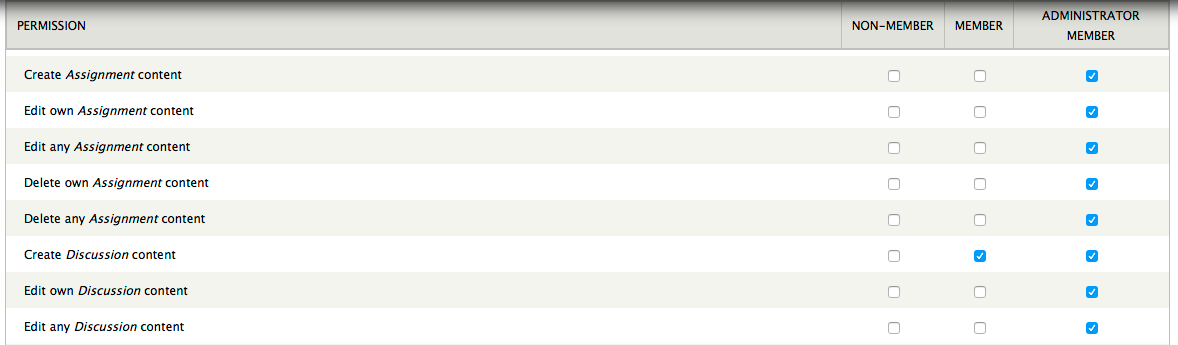 PERMISSION NON-MEMBER MEMBER ADMINISTRATOR
MEMBER
Create Assignment content
Edit own Assignment content
Edit any Assignment content
Delete own Assignment content
Delete any Assignment content
Create Discussion content
Edit own Discussion content
Edit any Discussion content